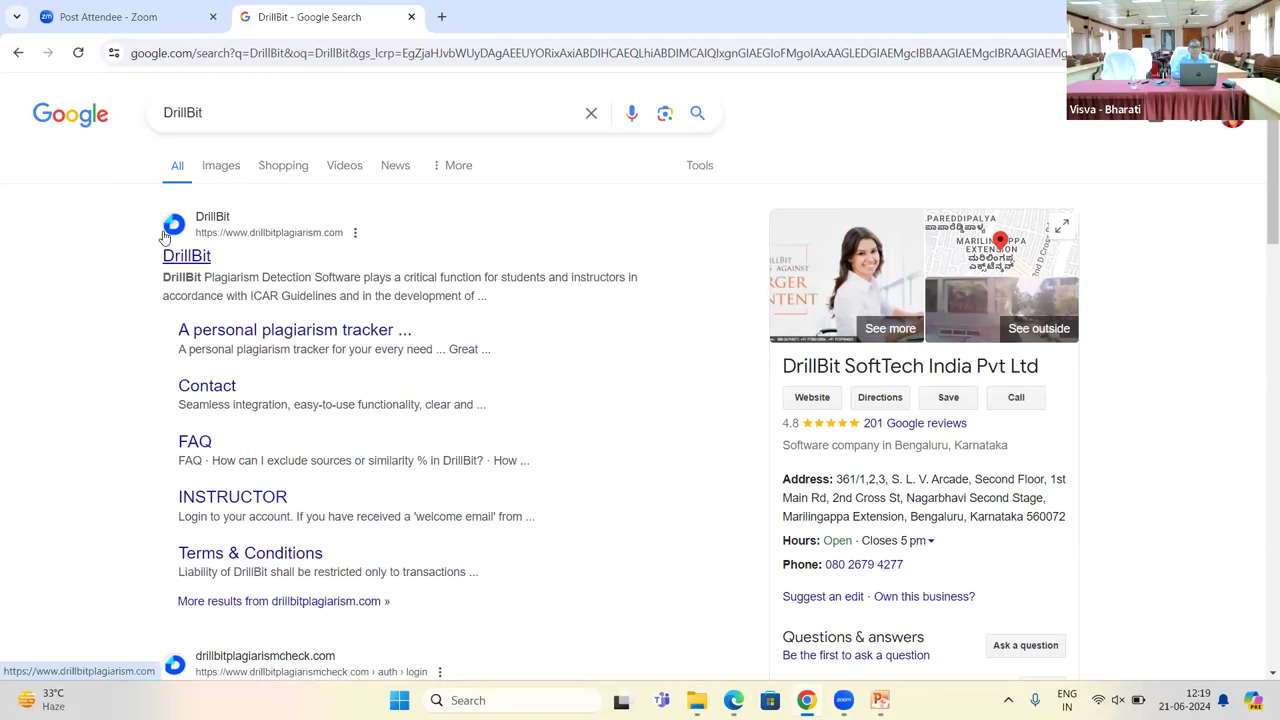 Post Attendee - Zoom
DrillBit - Google Search
google.com/search?q=DrillBit&oq=DrillBit&gs_lcrp=
Visva - Bharati
Google
DrillBit
All Images Shopping Videos News More Tools
DrillBit
https://www.drillbitplagiarism.com
DrillBit
DrillBit Plagiarism Detection Software plays a critical function for students and instructors in
accordance with ICAR Guidelines and in the development of ...
A personal plagiarism tracker ...
A personal plagiarism tracker for your every need ... Great ...
Contact
Seamless integration, easy-to-use functionality, clear and ...
FAQ
FAQ · How can I exclude sources or similarity % in DrillBit? · How ...
INSTRUCTOR
Login to your account. If you have received a 'welcome email' from ...
Terms & Conditions
Liability of DrillBit shall be restricted only to transactions ...
More results from drillbitplagiarism.com »
drillbitplagiarismcheck.com
https://www.drillbitplagiarismcheck.com › auth › login
https://www.drillbitplagiarism.com
AGAINST
NTENT
See more
PAREDDIPALYA
MARILINGAPPA
EXTENSION
See outside
DrillBit SoftTech India Pvt Ltd
Website Directions Save Call
4.8 201 Google reviews
Software company in Bengaluru, Karnataka
Address: 361/1,2,3, S. L. V. Arcade, Second Floor, 1st
Main Rd, 2nd Cross St, Nagarbhavi Second Stage,
Marilingappa Extension, Bengaluru, Karnataka 560072
Hours: Open · Closes 5 pm
Phone: 080 2679 4277
Suggest an edit · Own this business?
Questions & answers
Be the first to ask a question
Ask a question
33°C
Haze
Search
ENG
IN
12:19
21-06-2024